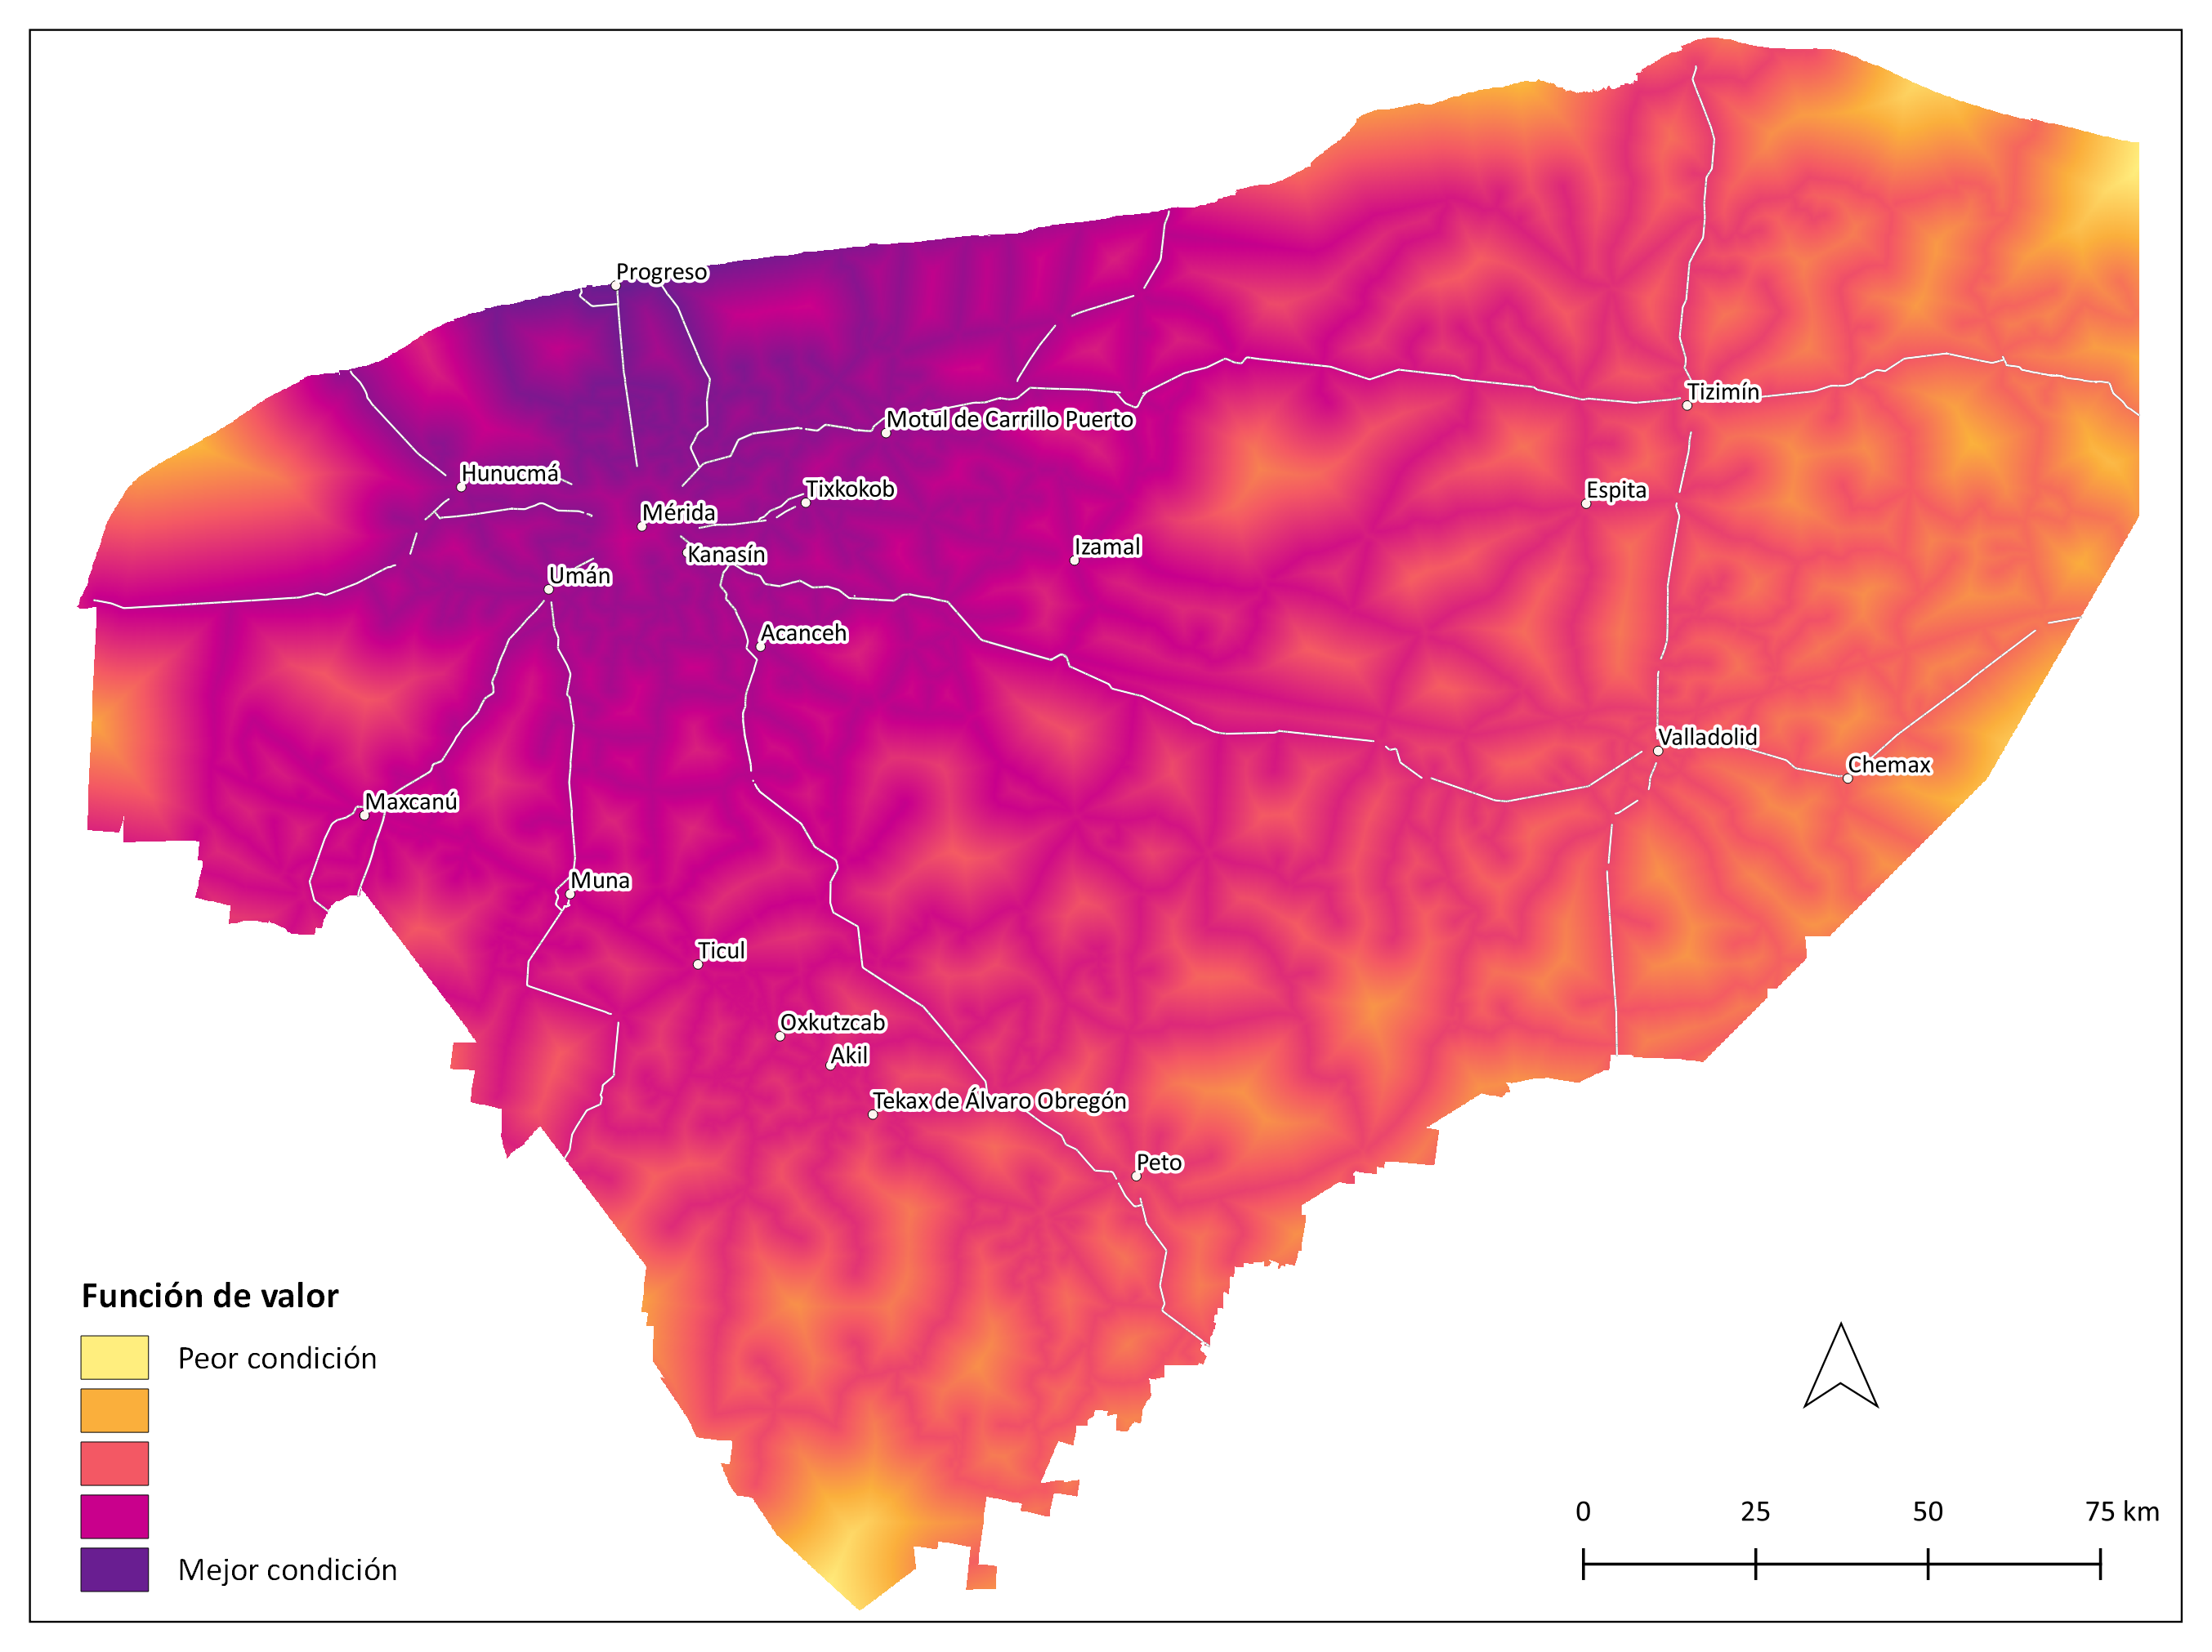 Progreso
Tizimín
Motul de Carrillo Puerto
Hunucmá
Tixkokob
Espita
Mérida
Izamal
Kanasín
Umán
Acanceh
Valladolid
Chemax
Maxcanú
Muna
Ticul
Oxkutzcab
Akil
Tekax de Álvaro Obregón
Peto
Función de valor
Peor condición
Mejor condición
0 25 50 75 km